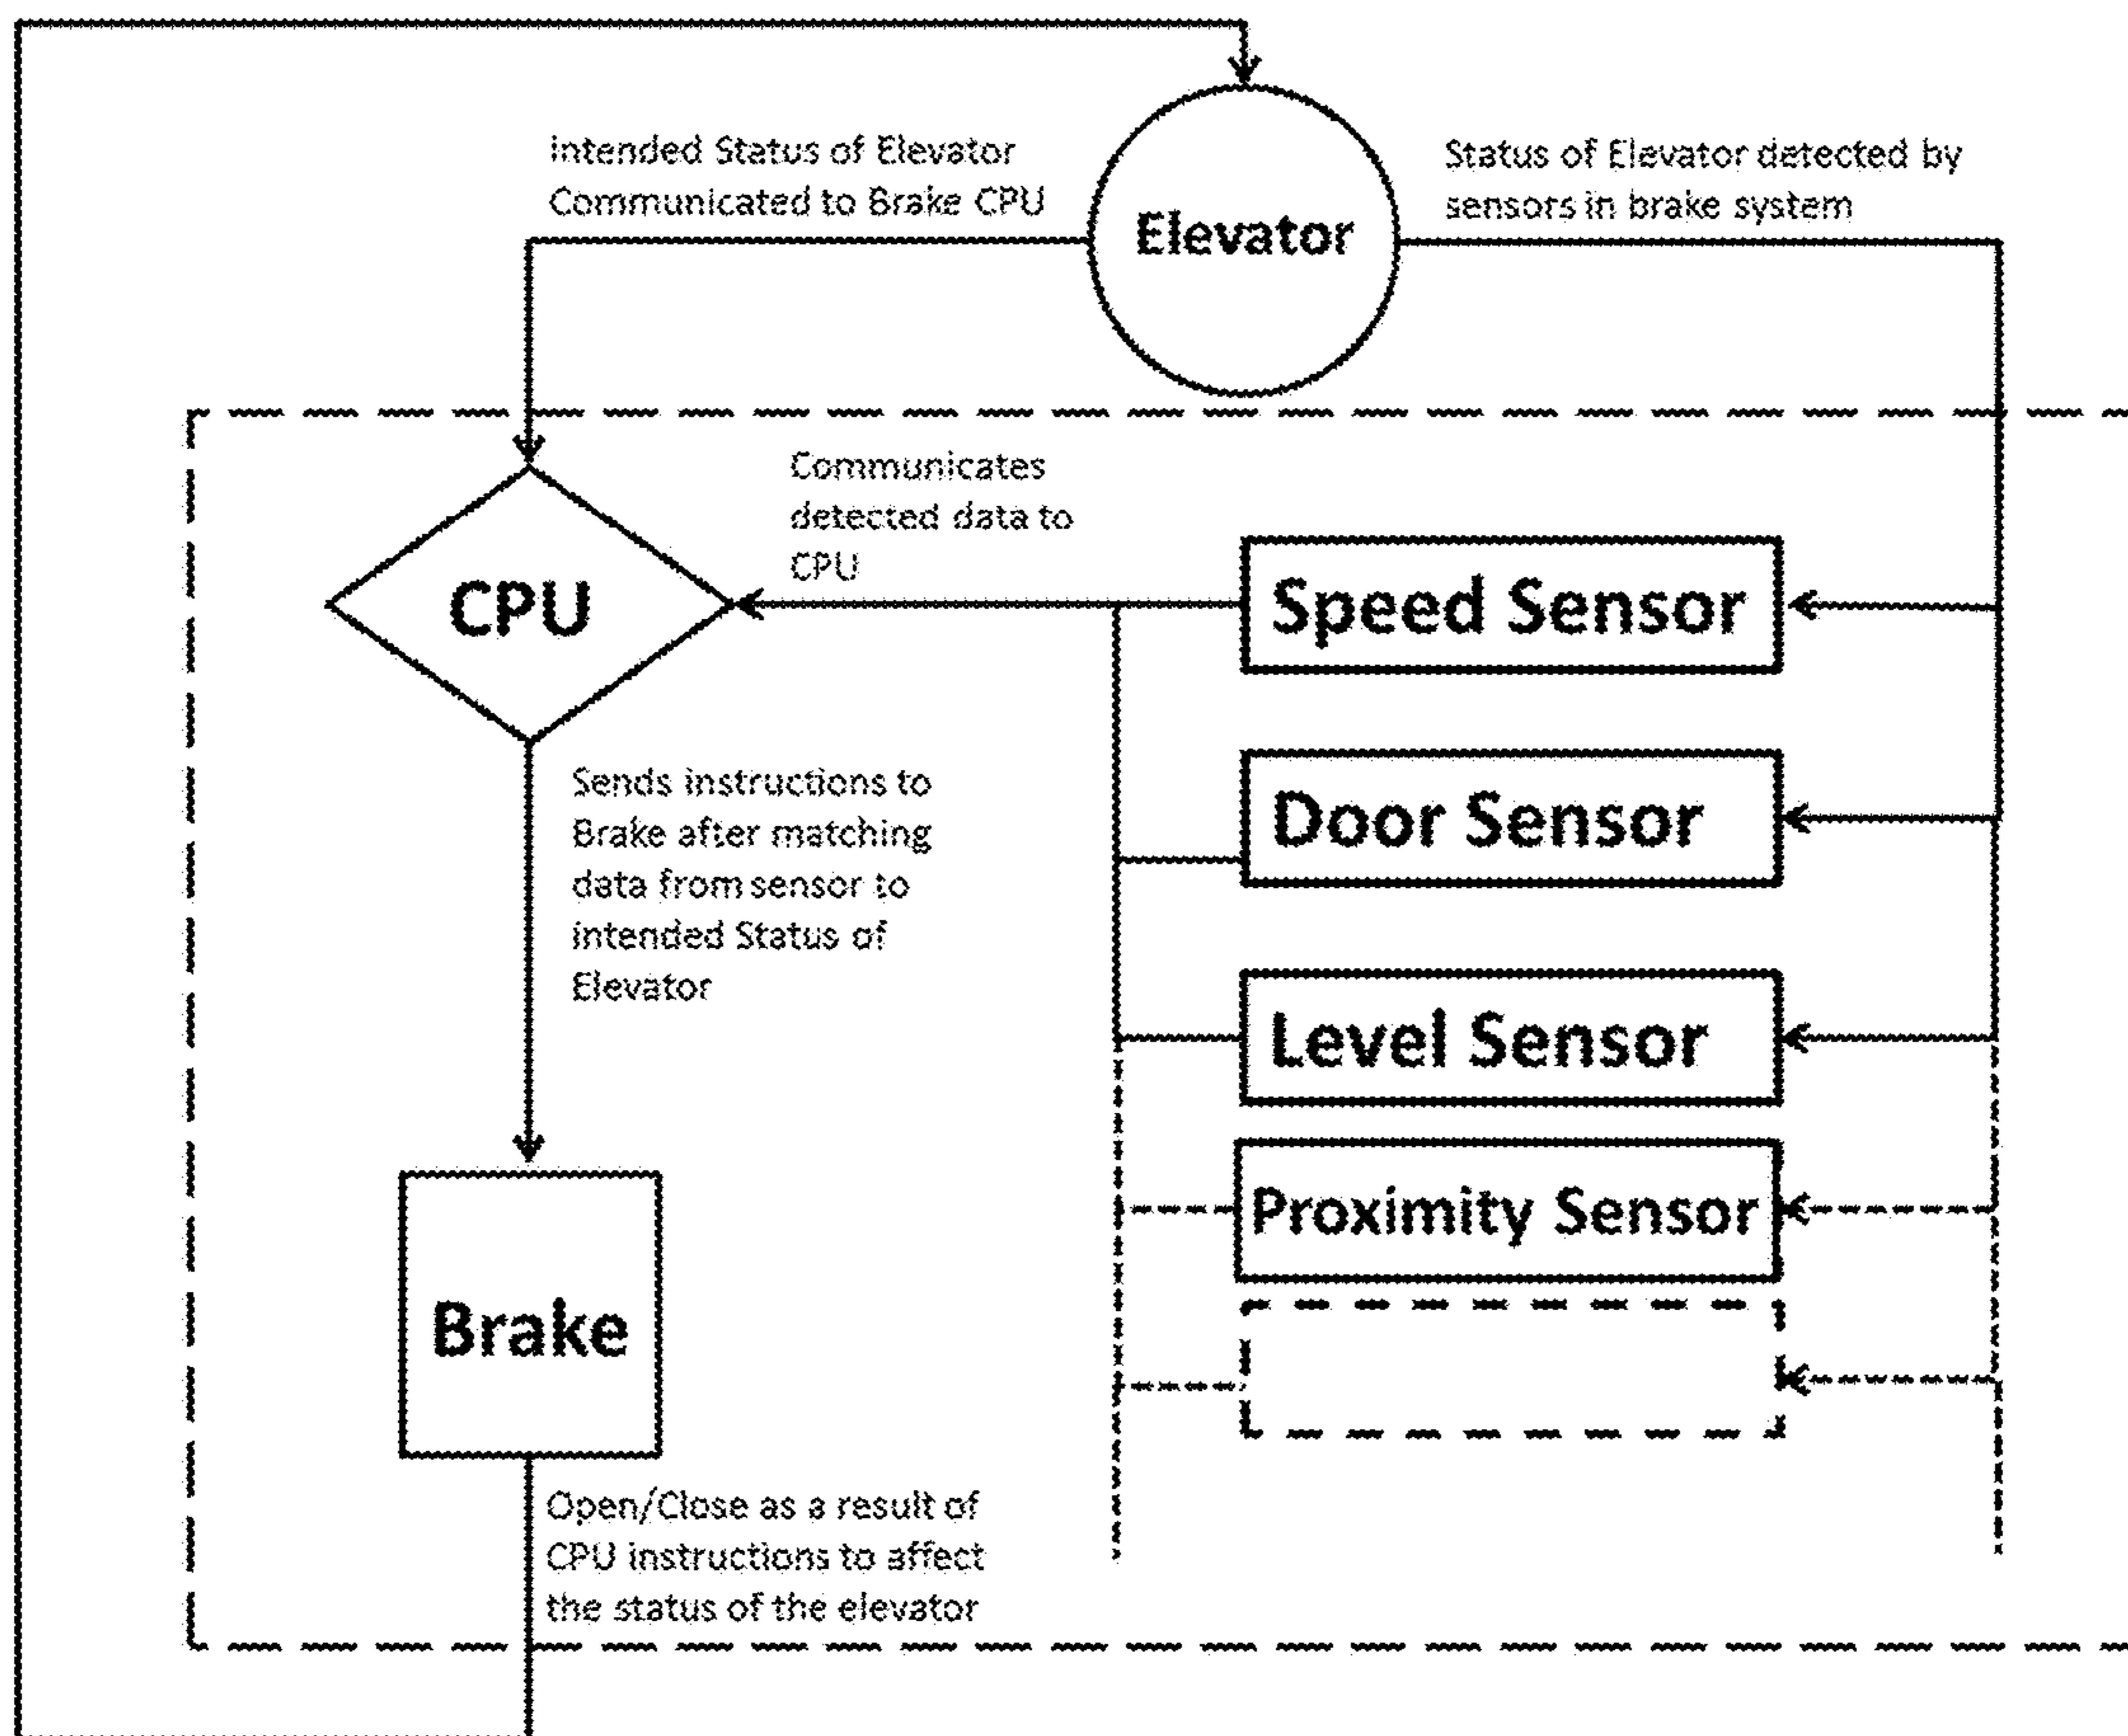 Intended Status of Elevator
Communicated to Brake CPU
Elevator
Status of Elevator detected by
sensors in brake system
Communicates
detected data to
CPU
CPU
Speed Sensor
Sends instructions to
Brake after matching
data from sensor to
intended Status of
Elevator
Door Sensor
Level Sensor
Proximity Sensor
Brake
Open/Close as a result of
CPU instructions to affect
the status of the elevator